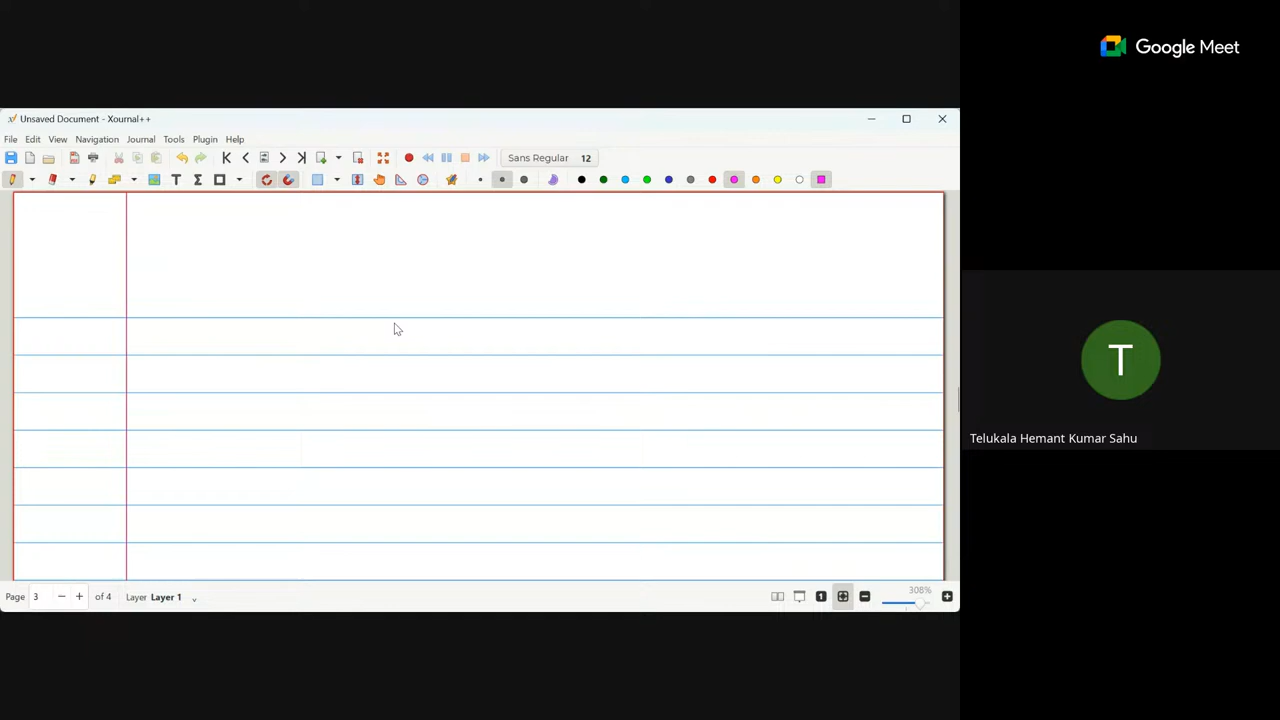 Google Meet
Unsaved Document - Xournal++
File Edit View Navigation Journal Tools Plugin Help
Sans Regular 12
T
Telukala Hemant Kumar Sahu
Page 3 of 4 Layer Layer 1 308%